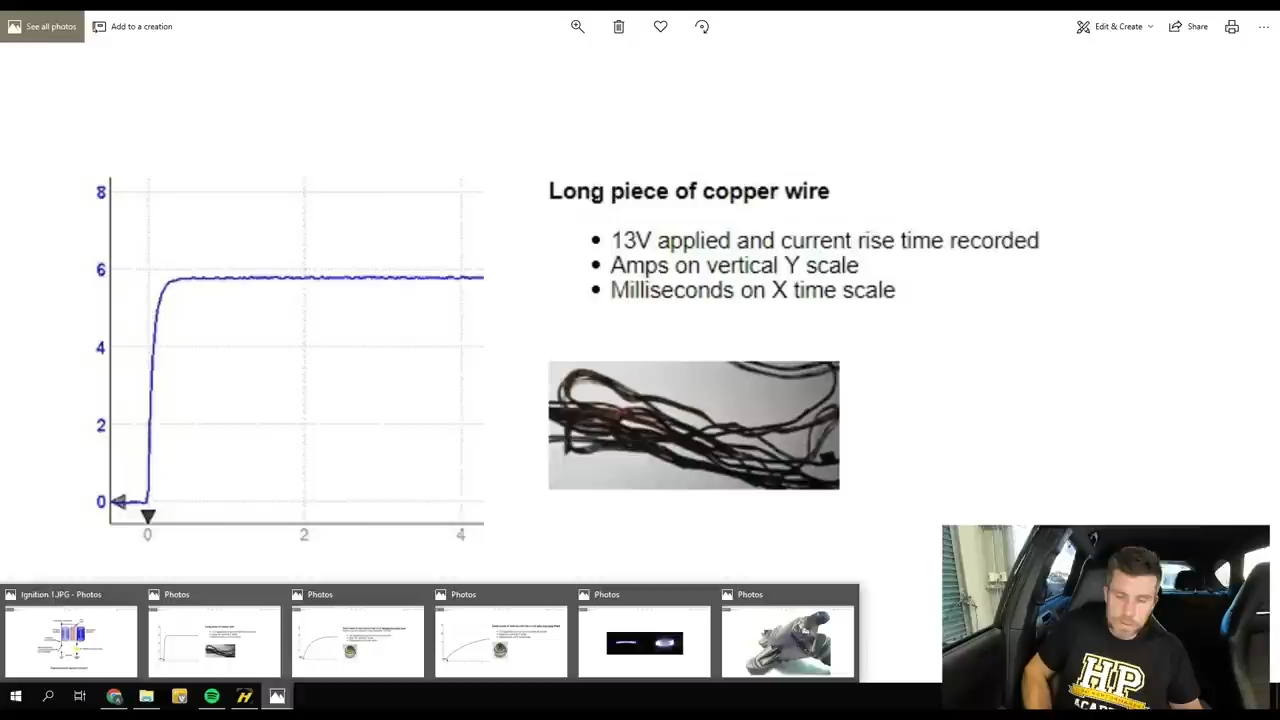 See all photos
Add to a creation
Edit & Create
Share
8
6
4
2
0
0
2
4
Long piece of copper wire
• 13V applied and current rise time recorded
• Amps on vertical Y scale
• Milliseconds on X time scale
Ignition 1.JPG - Photos
Photos
Photos
Photos
Photos
Photos
HP